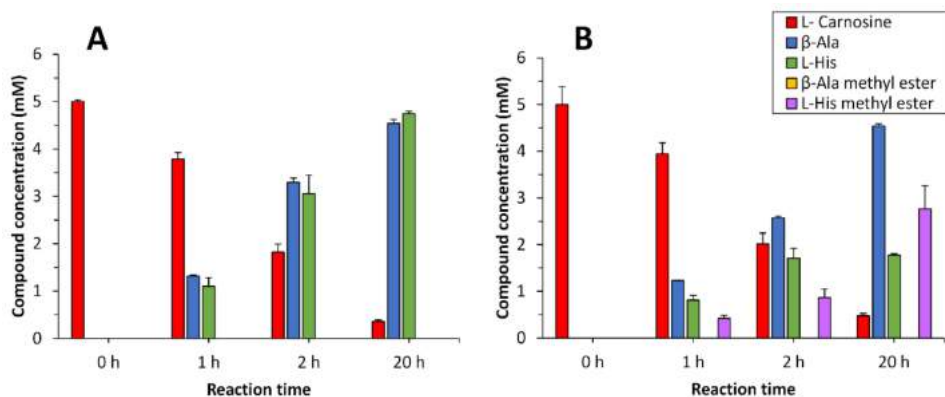 A
Compound concentration (mM)
6
5
4
3
2
1
0
0 h 1 h 2 h 20 h
Reaction time
B
L- Carnosine
β-Ala
L-His
β-Ala methyl ester
L-His methyl ester
Compound concentration (mM)
6
5
4
3
2
1
0
0 h 1 h 2 h 20 h
Reaction time